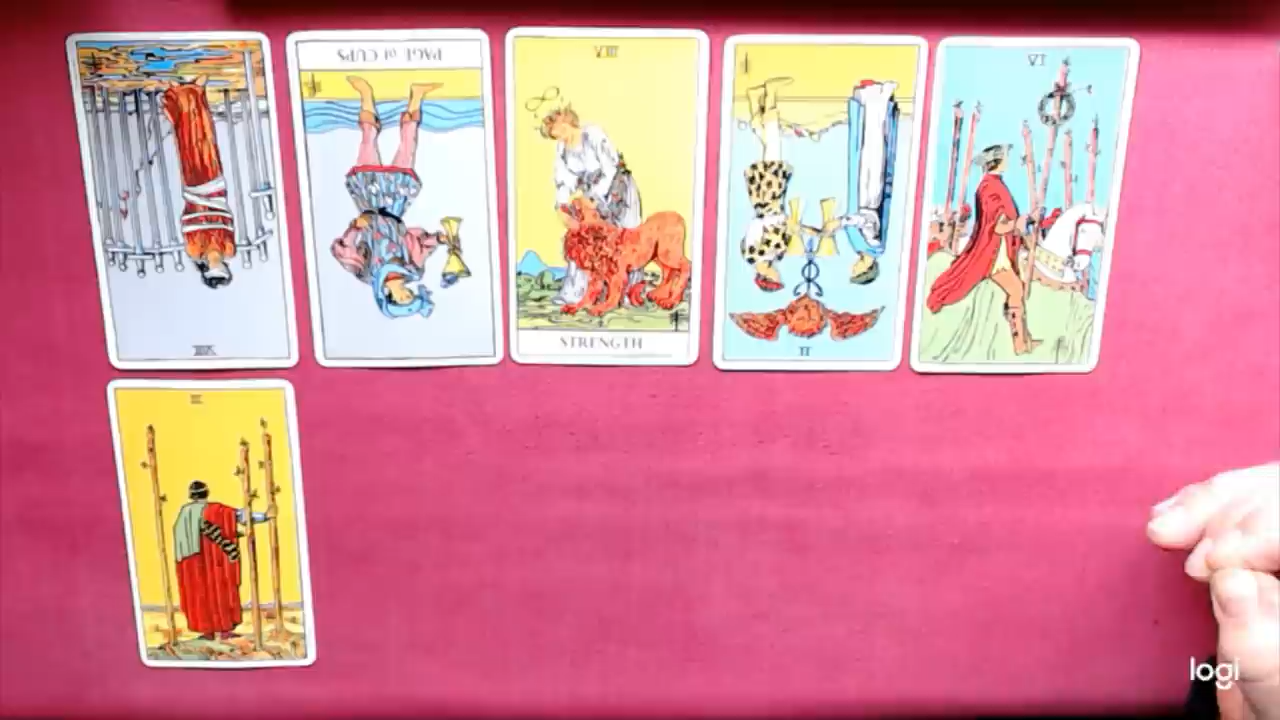 PAGE of CUPS
VIII
VI
STRENGTH
II
III
logi